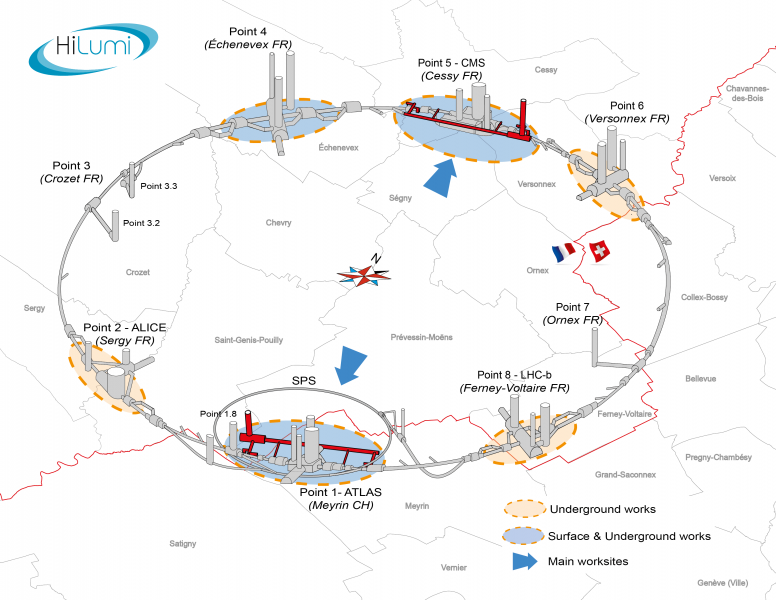 HiLumi
Point 4
(Échenevex FR)
Point 5 - CMS
(Cessy FR)
Cessy
Point 6
(Versonnex FR)
Chavannes-
des-Bois
Échenevex
Point 3
(Crozet FR)
Point 3.3
Point 3.2
Versonnex
Versoix
Ségny
Chevry
N
Crozet
Ornex
Collex-Bossy
Sergy
Point 7
(Ornex FR)
Point 2 - ALICE
(Sergy FR)
Saint-Genis-Pouilly
Prévessin-Moëns
SPS
Point 8 - LHC-b
(Ferney-Voltaire FR)
Bellevue
Point 1.8
Ferney-Voltaire
Pregny-Chambésy
Grand-Saconnex
Point 1- ATLAS
(Meyrin CH)
Meyrin
Underground works
Surface & Underground works
Main worksites
Satigny
Vernier
Genève (Ville)